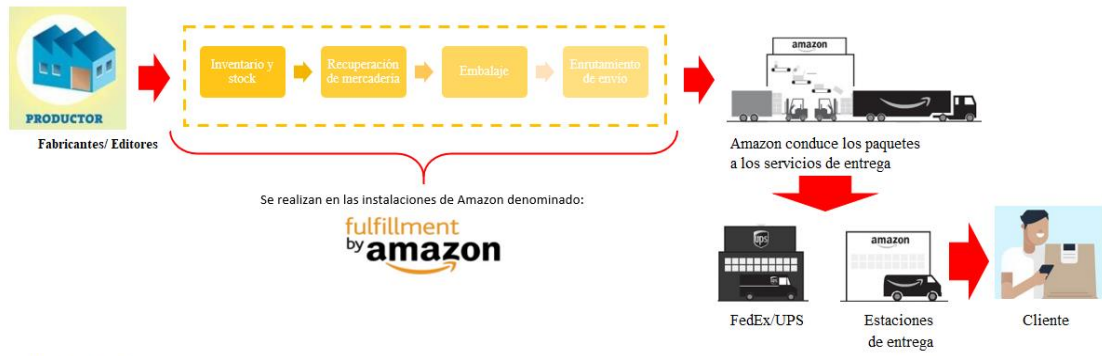 PRODUCTOR
Fabricantes/ Editores
Inventario y
stock
Recuperación
de mercadería
Embalaje
Enrutamiento
de envío
Se realizan en las instalaciones de Amazon denominado:
fulfillment
by amazon
amazon
Amazon conduce los paquetes
a los servicios de entrega
ups
ups
FedEx/UPS
amazon
Estaciones
de entrega
Cliente